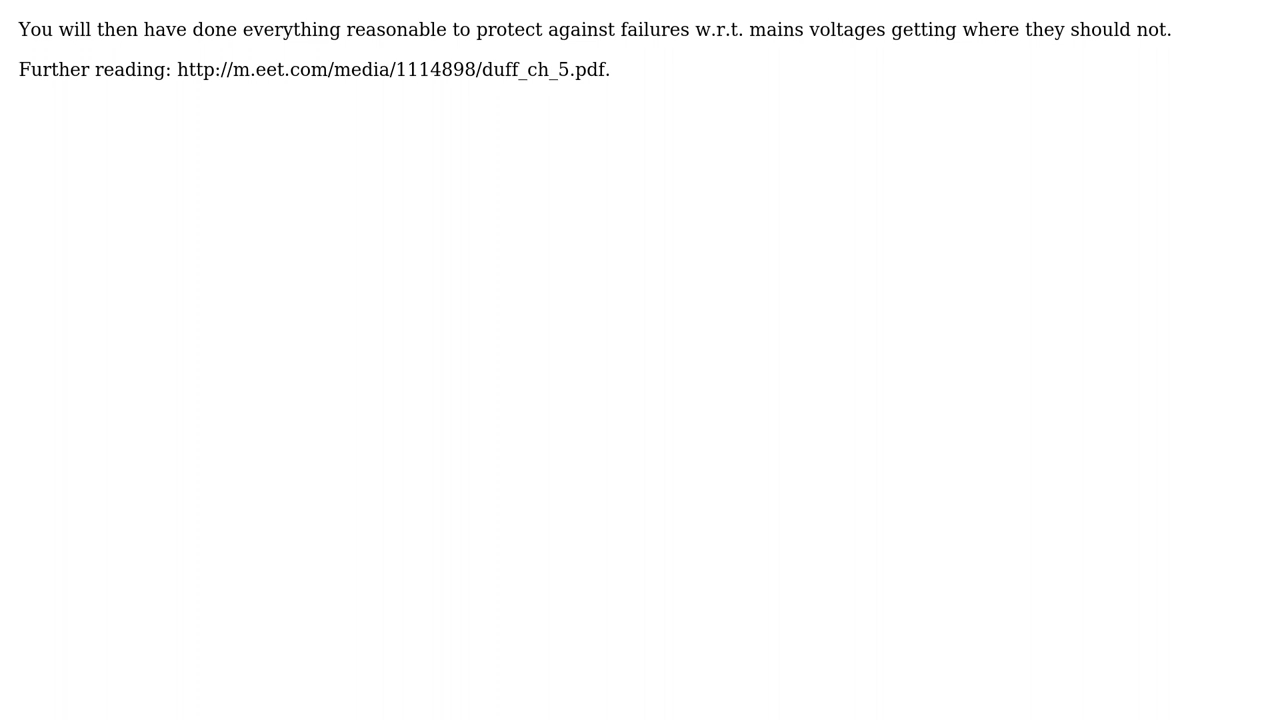 You will then have done everything reasonable to protect against failures w.r.t. mains voltages getting where they should not.
Further reading: http://m.eet.com/media/1114898/duff_ch_5.pdf.